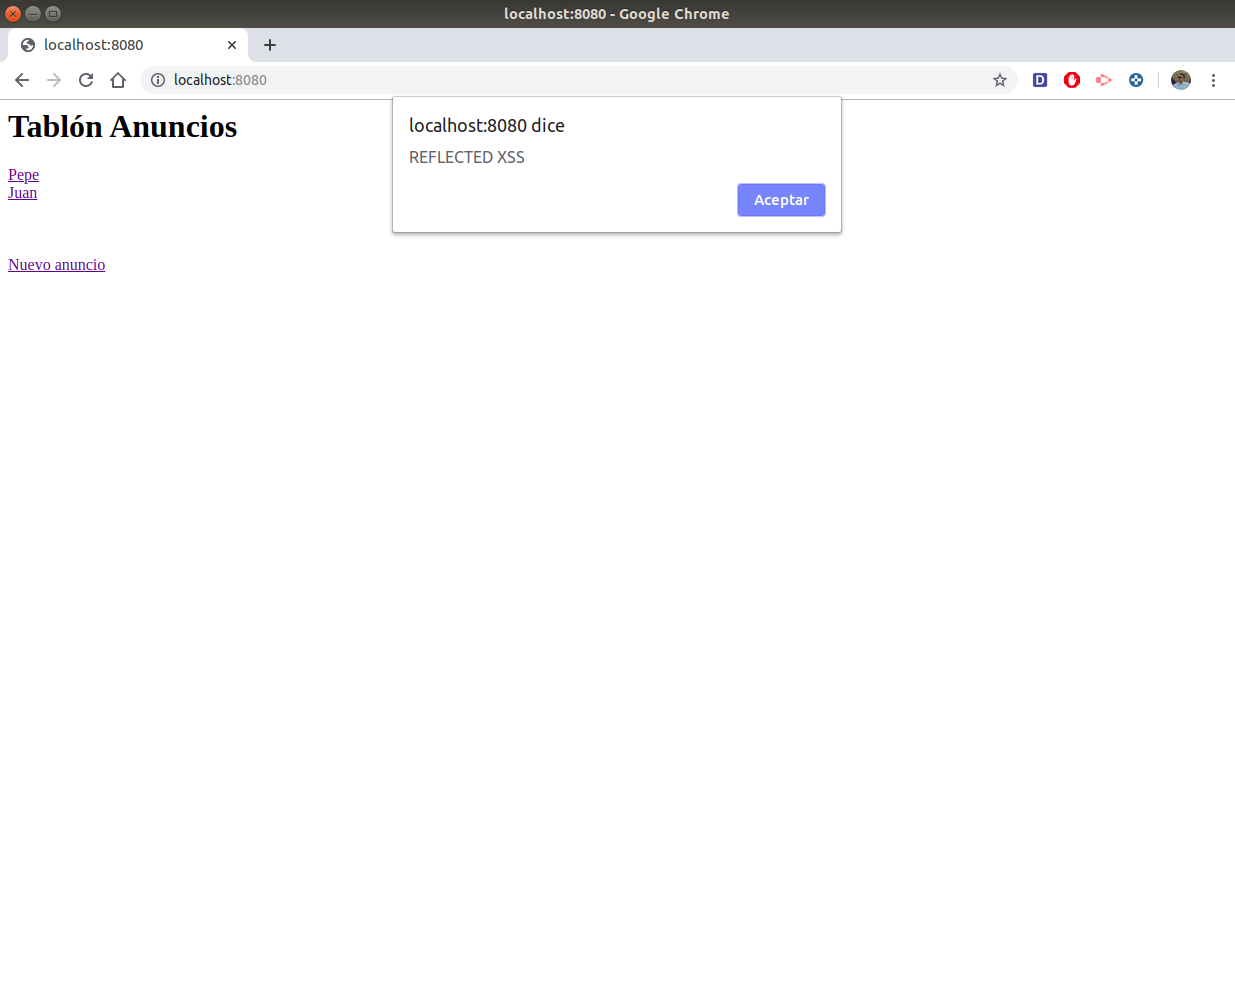 localhost:8080 - Google Chrome
localhost:8080
localhost:8080
localhost:8080 dice
REFLECTED XSS
Aceptar
Tablón Anuncios
Pepe
Juan
Nuevo anuncio